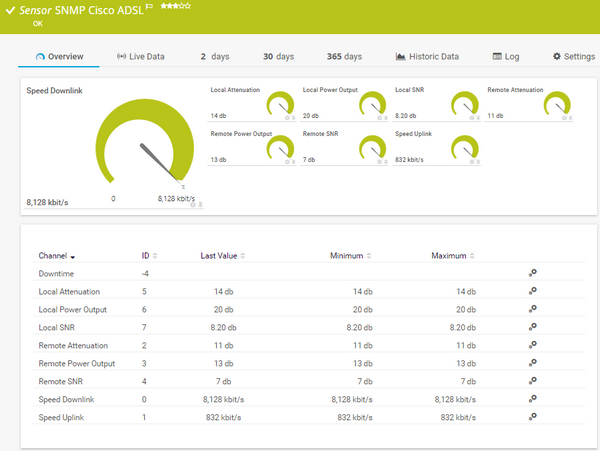 Sensor SNMP Cisco ADSL
OK
Overview Live Data 2 days 30 days 365 days Historic Data Log Settings
Speed Downlink
8,128 kbit/s
0 8,128 kbit/s
Local Attenuation Local Power Output Local SNR Remote Attenuation
14 db 20 db 8.20 db 11 db
Remote Power Output Remote SNR Speed Uplink
13 db 7 db 832 kbit/s
Channel ID Last Value Minimum Maximum
Downtime -4
Local Attenuation 5 14 db 14 db 14 db
Local Power Output 6 20 db 20 db 20 db
Local SNR 7 8.20 db 8.20 db 8.20 db
Remote Attenuation 2 11 db 11 db 11 db
Remote Power Output 3 13 db 13 db 13 db
Remote SNR 4 7 db 7 db 7 db
Speed Downlink 0 8,128 kbit/s 8,128 kbit/s 8,128 kbit/s
Speed Uplink 1 832 kbit/s 832 kbit/s 832 kbit/s